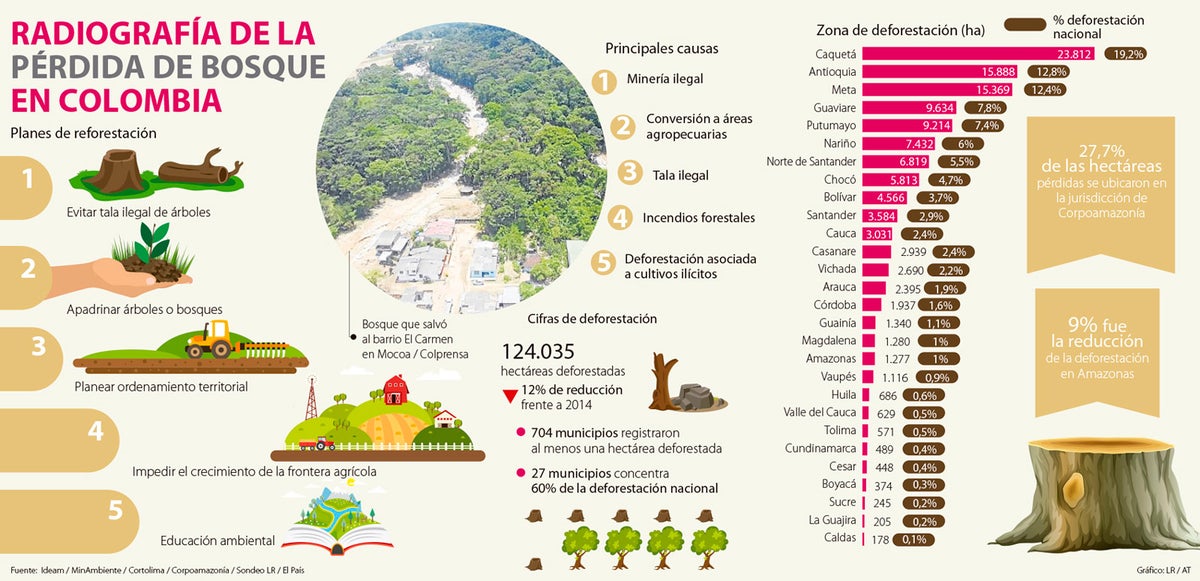 RADIOGRAFÍA DE LA
PÉRDIDA DE BOSQUE
EN COLOMBIA
Planes de reforestación
1
Evitar tala ilegal de árboles
2
Apadrinar árboles o bosques
3
Planear ordenamiento territorial
4
Impedir el crecimiento de la frontera agrícola
5
Educación ambiental
Bosque que salvó
al barrio El Carmen
en Mocoa / Colprensa
Principales causas
1 Minería ilegal
2 Conversión a áreas
agropecuarias
3 Tala ilegal
4 Incendios forestales
5 Deforestación asociada
a cultivos ilícitos
Cifras de deforestación
124.035
hectáreas deforestadas
12% de reducción
frente a 2014
704 municipios registraron
al menos una hectárea deforestada
27 municipios concentra
60% de la deforestación nacional
Zona de deforestación (ha)
% deforestación
nacional
Caquetá 23.812 19,2%
Antioquia 15.888 12,8%
Meta 15.369 12,4%
Guaviare 9.634 7,8%
Putumayo 9.214 7,4%
Nariño 7.432 6%
Norte de Santander 6.819 5,5%
Chocó 5.813 4,7%
Bolívar 4.566 3,7%
Santander 3.584 2,9%
Cauca 3.031 2,4%
Casanare 2.939 2,4%
Vichada 2.690 2,2%
Arauca 2.395 1,9%
Córdoba 1.937 1,6%
Guainía 1.340 1,1%
Magdalena 1.280 1%
Amazonas 1.277 1%
Vaupés 1.116 0,9%
Huila 686 0,6%
Valle del Cauca 629 0,5%
Tolima 571 0,5%
Cundinamarca 489 0,4%
Cesar 448 0,4%
Boyacá 374 0,3%
Sucre 245 0,2%
La Guajira 205 0,2%
Caldas 178 0,1%
27,7%
de las hectáreas
pérdidas se ubicaron en
la jurisdicción de
Corpoamazonía
9% fue
la reducción
de la deforestación
en Amazonas
Fuente: Ideam / MinAmbiente / Cortolima / Corpoamazonía / Sondeo LR / El País
Gráfico: LR / AT